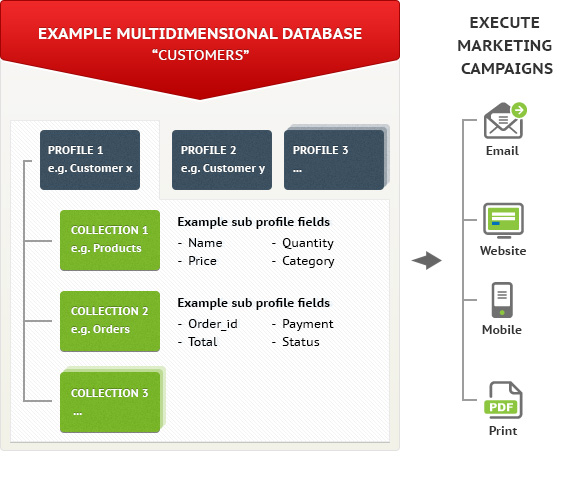 EXAMPLE MULTIDIMENSIONAL DATABASE
“CUSTOMERS”
PROFILE 1
e.g. Customer x
PROFILE 2
e.g. Customer y
PROFILE 3
...
COLLECTION 1
e.g. Products
Example sub profile fields
- Name
- Quantity
- Price
- Category
COLLECTION 2
e.g. Orders
Example sub profile fields
- Order_id
- Payment
- Total
- Status
COLLECTION 3
...
EXECUTE
MARKETING
CAMPAIGNS
Email
Website
Mobile
PDF
Print